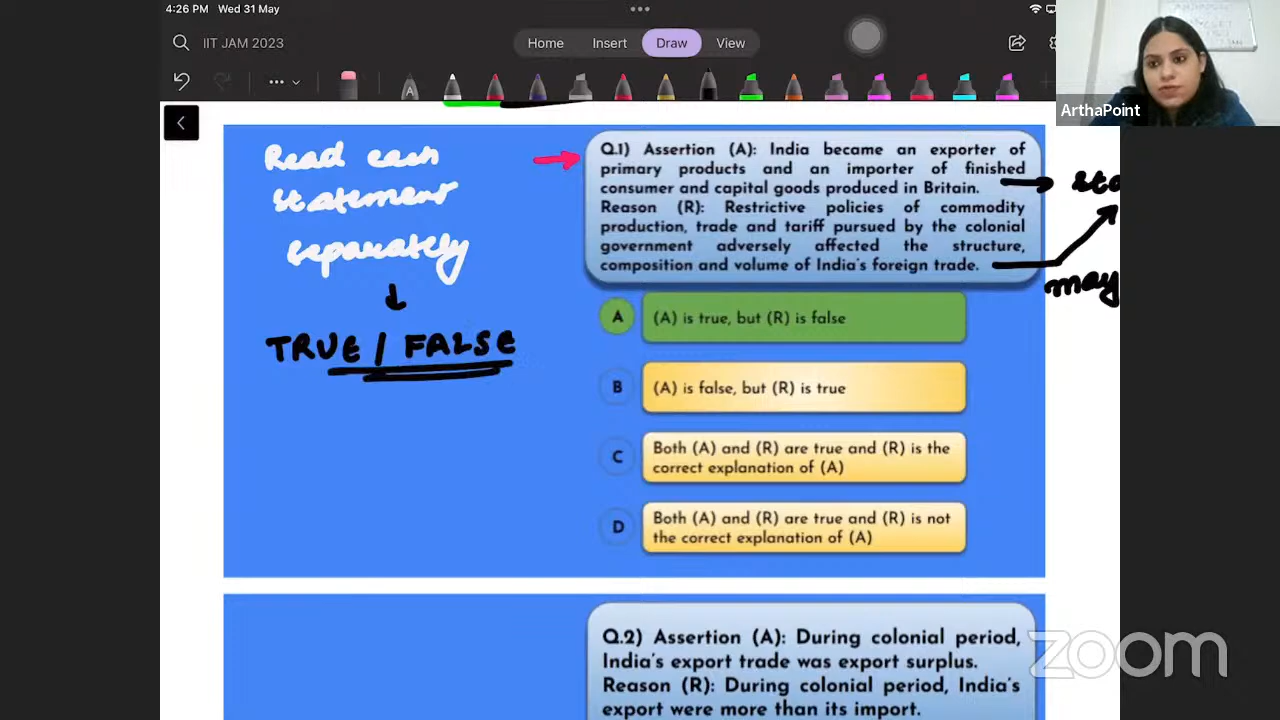 4:26 PM Wed 31 May
IIT JAM 2023
Home Insert Draw View
A
ArthaPoint
Read each
statement
separately
TRUE / FALSE
Q.1) Assertion (A): India became an exporter of
primary products and an importer of finished
consumer and capital goods produced in Britain.
Reason (R): Restrictive policies of commodity
production, trade and tariff pursued by the colonial
government adversely affected the structure,
composition and volume of India's foreign trade.
may
A (A) is true, but (R) is false
B (A) is false, but (R) is true
C Both (A) and (R) are true and (R) is the
correct explanation of (A)
D Both (A) and (R) are true and (R) is not
the correct explanation of (A)
Q.2) Assertion (A): During colonial period,
India's export trade was export surplus.
Reason (R): During colonial period, India's
export were more than its import.
zoom